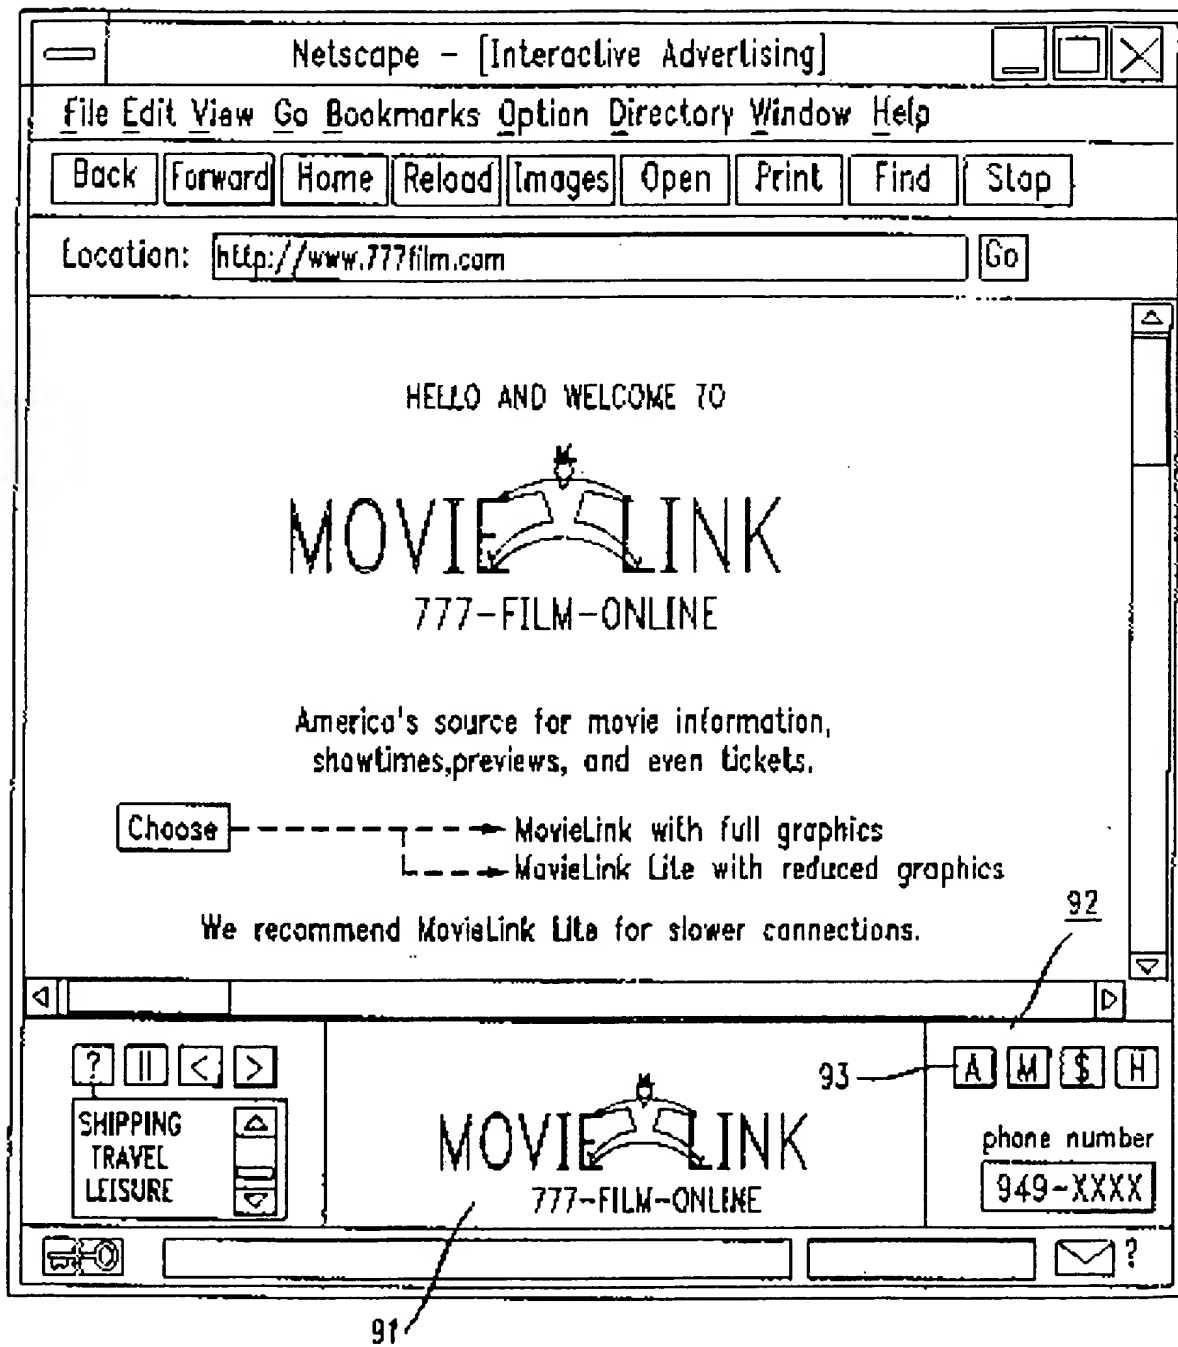 Netscape - [Interactive Advertising]
File Edit View Go Bookmarks Option Directory Window Help
Back Forward Home Reload Images Open Print Find Stop
Location: http://www.777film.com Go
HELLO AND WELCOME TO
MOVIE LINK
777-FILM-ONLINE
America's source for movie information,
showtimes,previews, and even tickets.
Choose MovieLink with full graphics
MovieLink Lite with reduced graphics
We recommend MovieLink Lite for slower connections.
92
? || < >
93 A M $ H
SHIPPING
TRAVEL
LEISURE
MOVIE LINK
777-FILM-ONLINE
phone number
949-XXXX
?
91